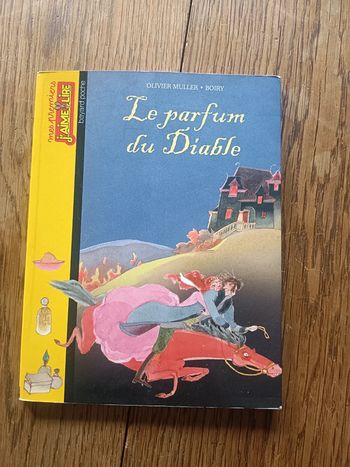 OLIVIER MULLER • BOIRY
Le parfum
du Diable
mes premiers
j'AIME LIRE
bayard poche